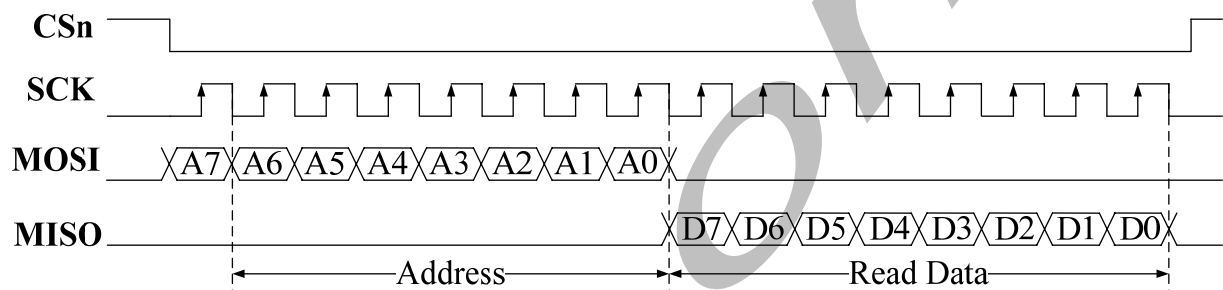 CSn
SCK
MOSI A7 A6 A5 A4 A3 A2 A1 A0
MISO D7 D6 D5 D4 D3 D2 D1 D0
Address Read Data